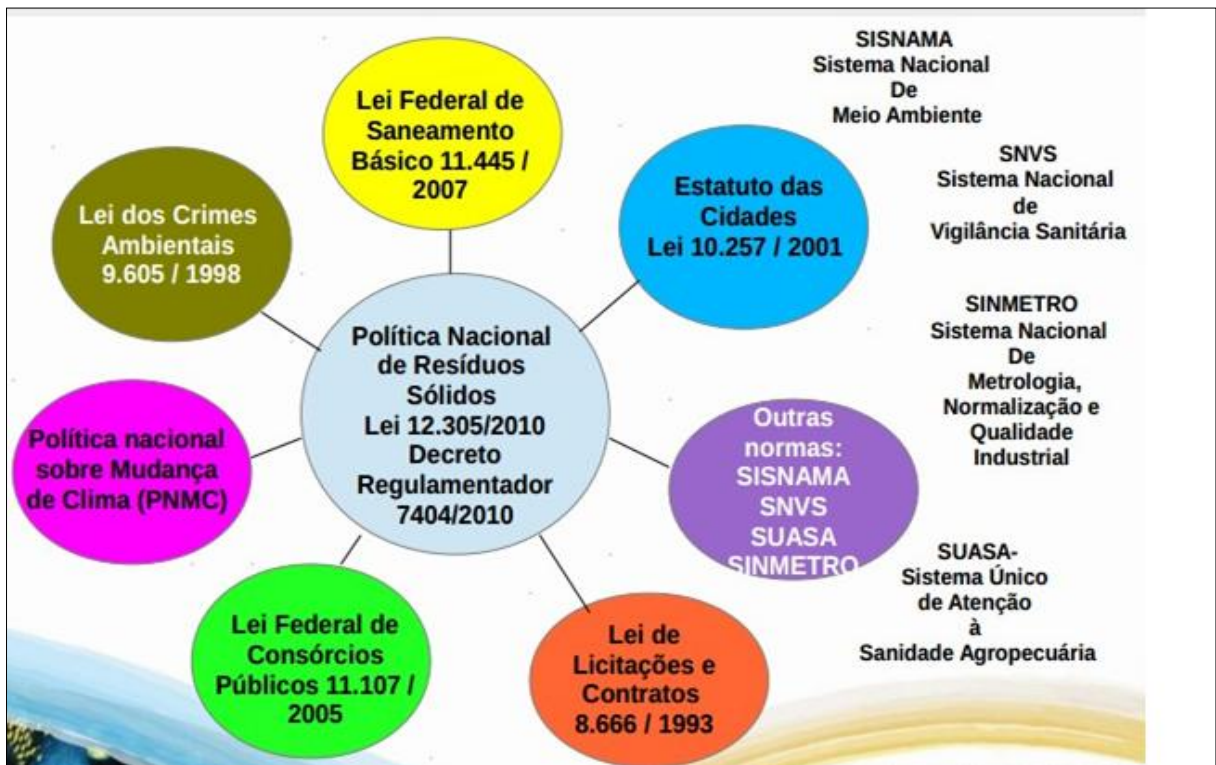 Lei Federal de
Saneamento
Básico 11.445 /
2007
Lei dos Crimes
Ambientais
9.605 / 1998
Estatuto das
Cidades
Lei 10.257 / 2001
Política Nacional
de Resíduos
Sólidos
Lei 12.305/2010
Decreto
Regulamentador
7404/2010
Política nacional
sobre Mudança
de Clima (PNMC)
Outras
normas:
SISNAMA
SNVS
SUASA
SINMETRO
Lei Federal de
Consórcios
Públicos 11.107 /
2005
Lei de
Licitações e
Contratos
8.666 / 1993
SISNAMA
Sistema Nacional
De
Meio Ambiente
SNVS
Sistema Nacional
de
Vigilância Sanitária
SINMETRO
Sistema Nacional
De
Metrologia,
Normalização e
Qualidade
Industrial
SUASA-
Sistema Único
de Atenção
à
Sanidade Agropecuária